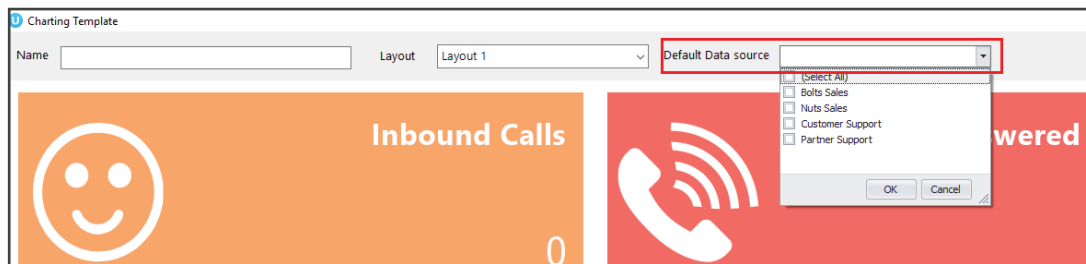 U Charting Template
Name Layout Layout 1 Default Data source
(Select All)
Bolts Sales
Nuts Sales
Customer Support
Partner Support
OK Cancel
Inbound Calls
wered
0